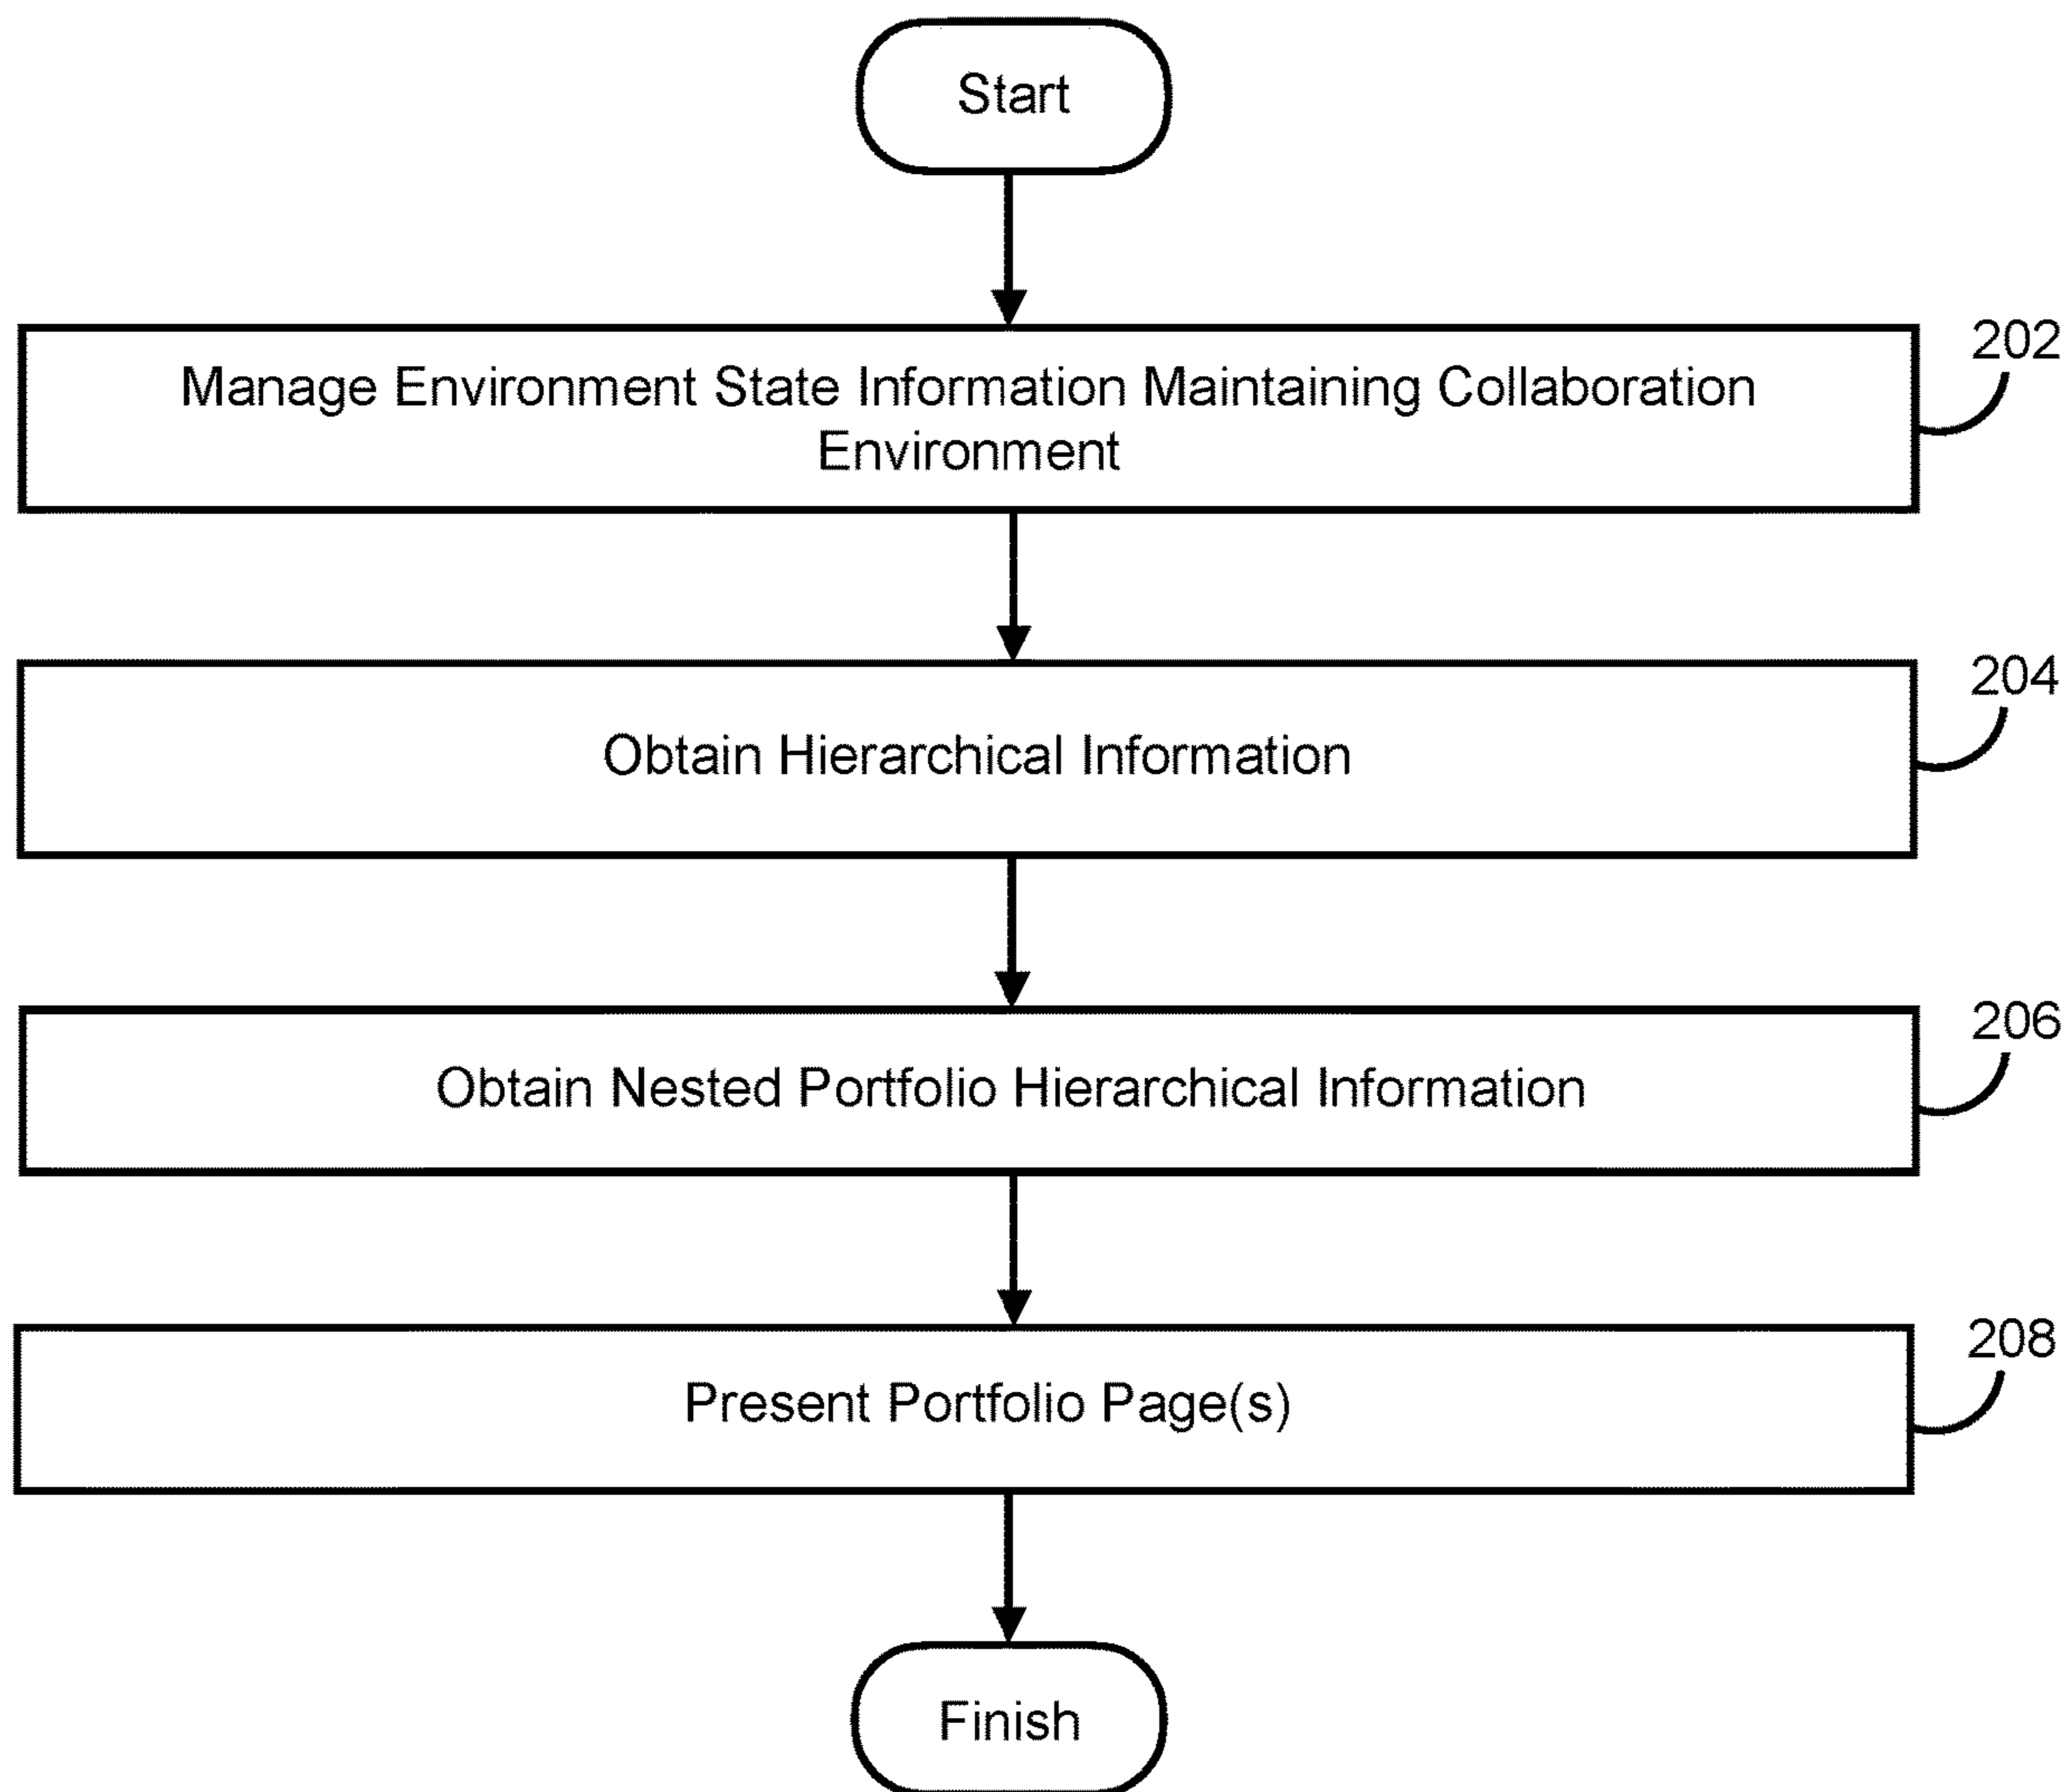 Start
202
Manage Environment State Information Maintaining Collaboration
Environment
204
Obtain Hierarchical Information
206
Obtain Nested Portfolio Hierarchical Information
208
Present Portfolio Page(s)
Finish